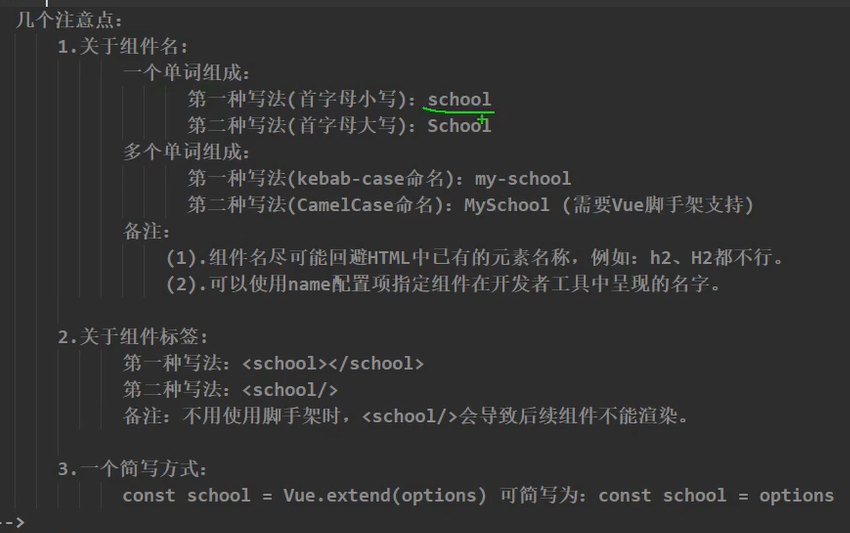 几个注意点:
1.关于组件名:
一个单词组成:
第一种写法(首字母小写): school
第二种写法(首字母大写): School
多个单词组成:
第一种写法(kebab-case命名): my-school
第二种写法(CamelCase命名): MySchool (需要Vue脚手架支持)
备注:
(1).组件名尽可能回避HTML中已有的元素名称,例如: h2、H2都不行。
(2).可以使用name配置项指定组件在开发者工具中呈现的名字。
2.关于组件标签:
第一种写法: <school></school>
第二种写法: <school/>
备注: 不用使用脚手架时,<school/>会导致后续组件不能渲染。
3.一个简写方式:
const school = Vue.extend(options) 可简写为: const school = options
-->